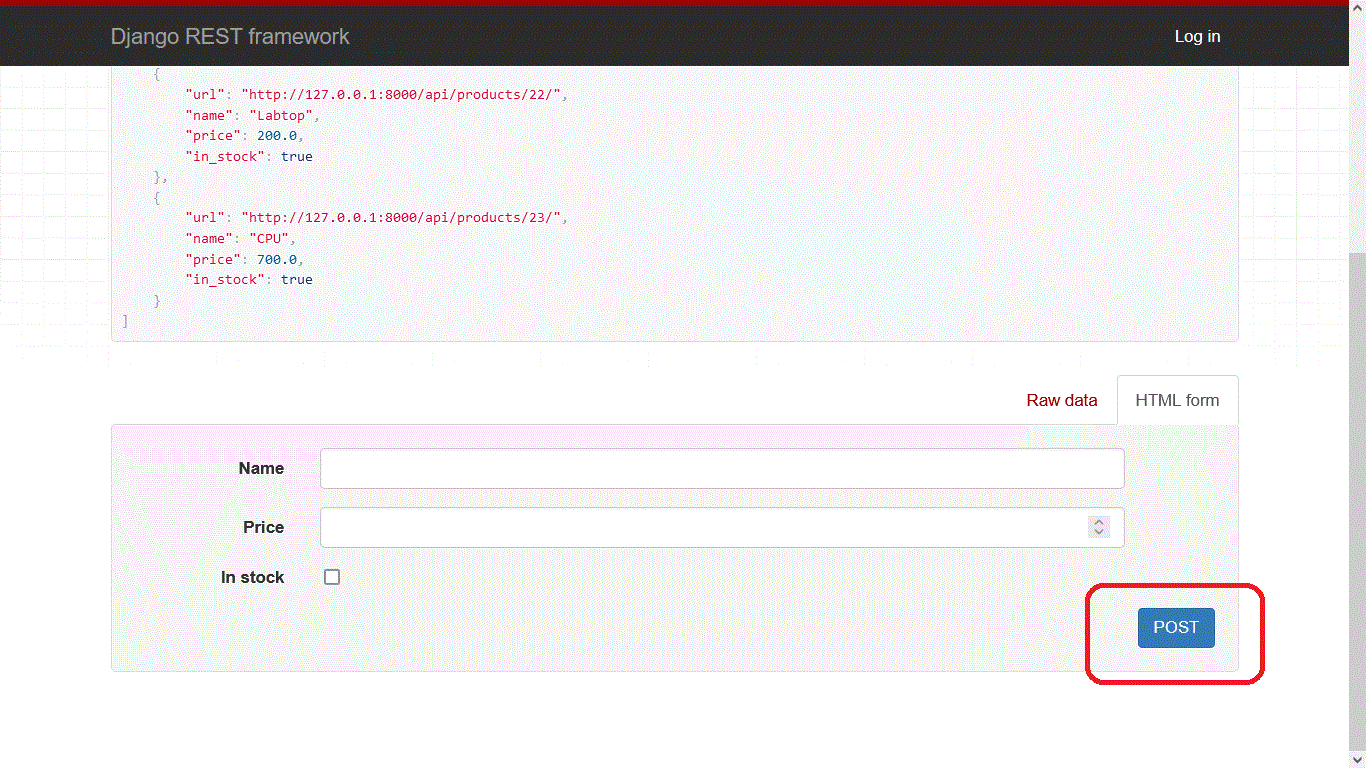 Django REST framework Log in
{
"url": "http://127.0.0.1:8000/api/products/22/",
"name": "Labtop",
"price": 200.0,
"in_stock": true
},
{
"url": "http://127.0.0.1:8000/api/products/23/",
"name": "CPU",
"price": 700.0,
"in_stock": true
}
]
Raw data HTML form
Name
Price
In stock
POST